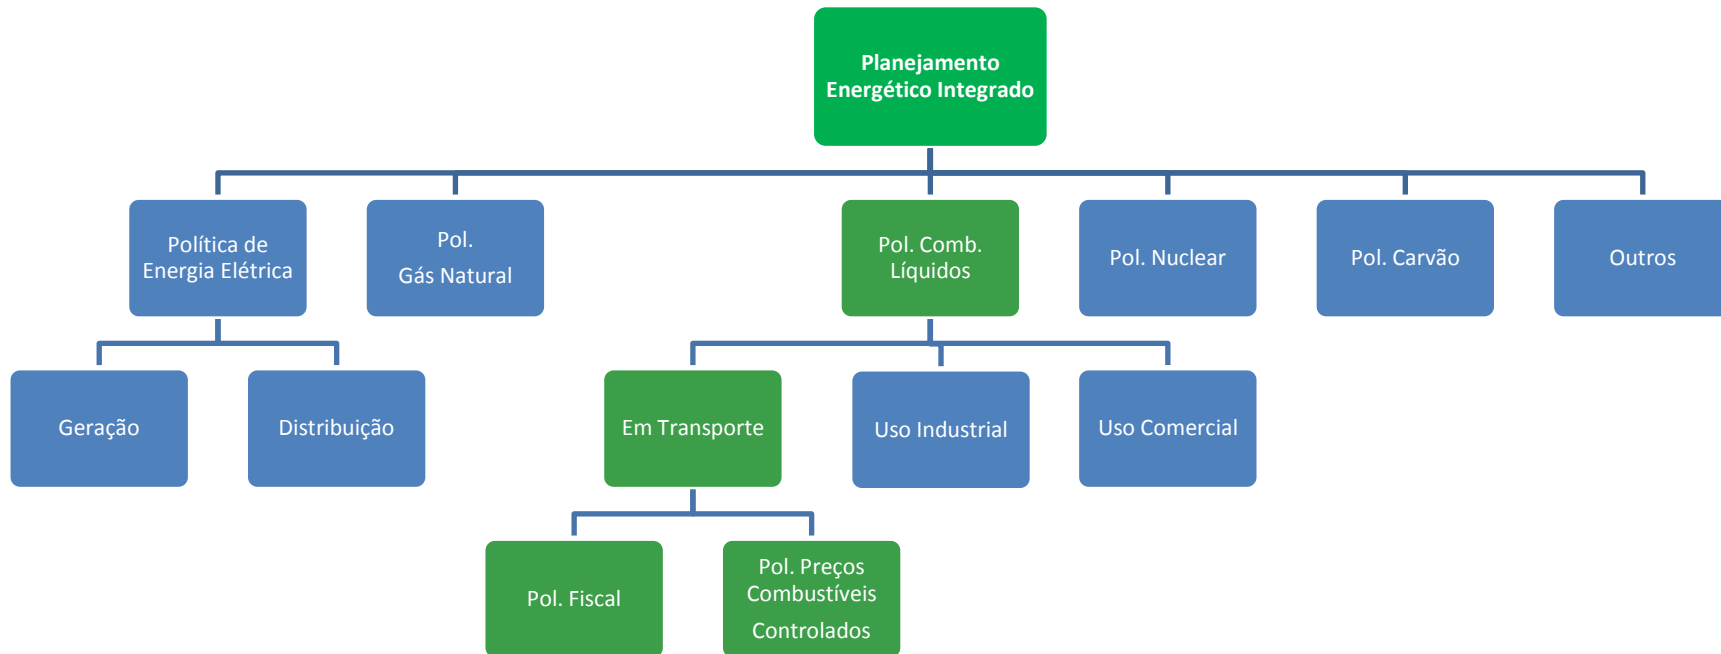 Planejamento
Energético Integrado
Política de
Energia Elétrica
Pol.
Gás Natural
Pol. Comb.
Líquidos
Pol. Nuclear
Pol. Carvão
Outros
Geração
Distribuição
Em Transporte
Uso Industrial
Uso Comercial
Pol. Fiscal
Pol. Preços
Combustíveis
Controlados